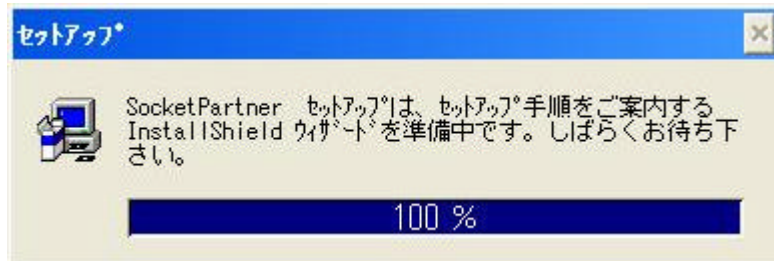 セットアップ
SocketPartner ｾｯﾄｱｯﾌﾟは、ｾｯﾄｱｯﾌﾟ手順をご案内する
InstallShield ｳｨｻﾞｰﾄﾞを準備中です。しばらくお待ち下
さい。
100 %